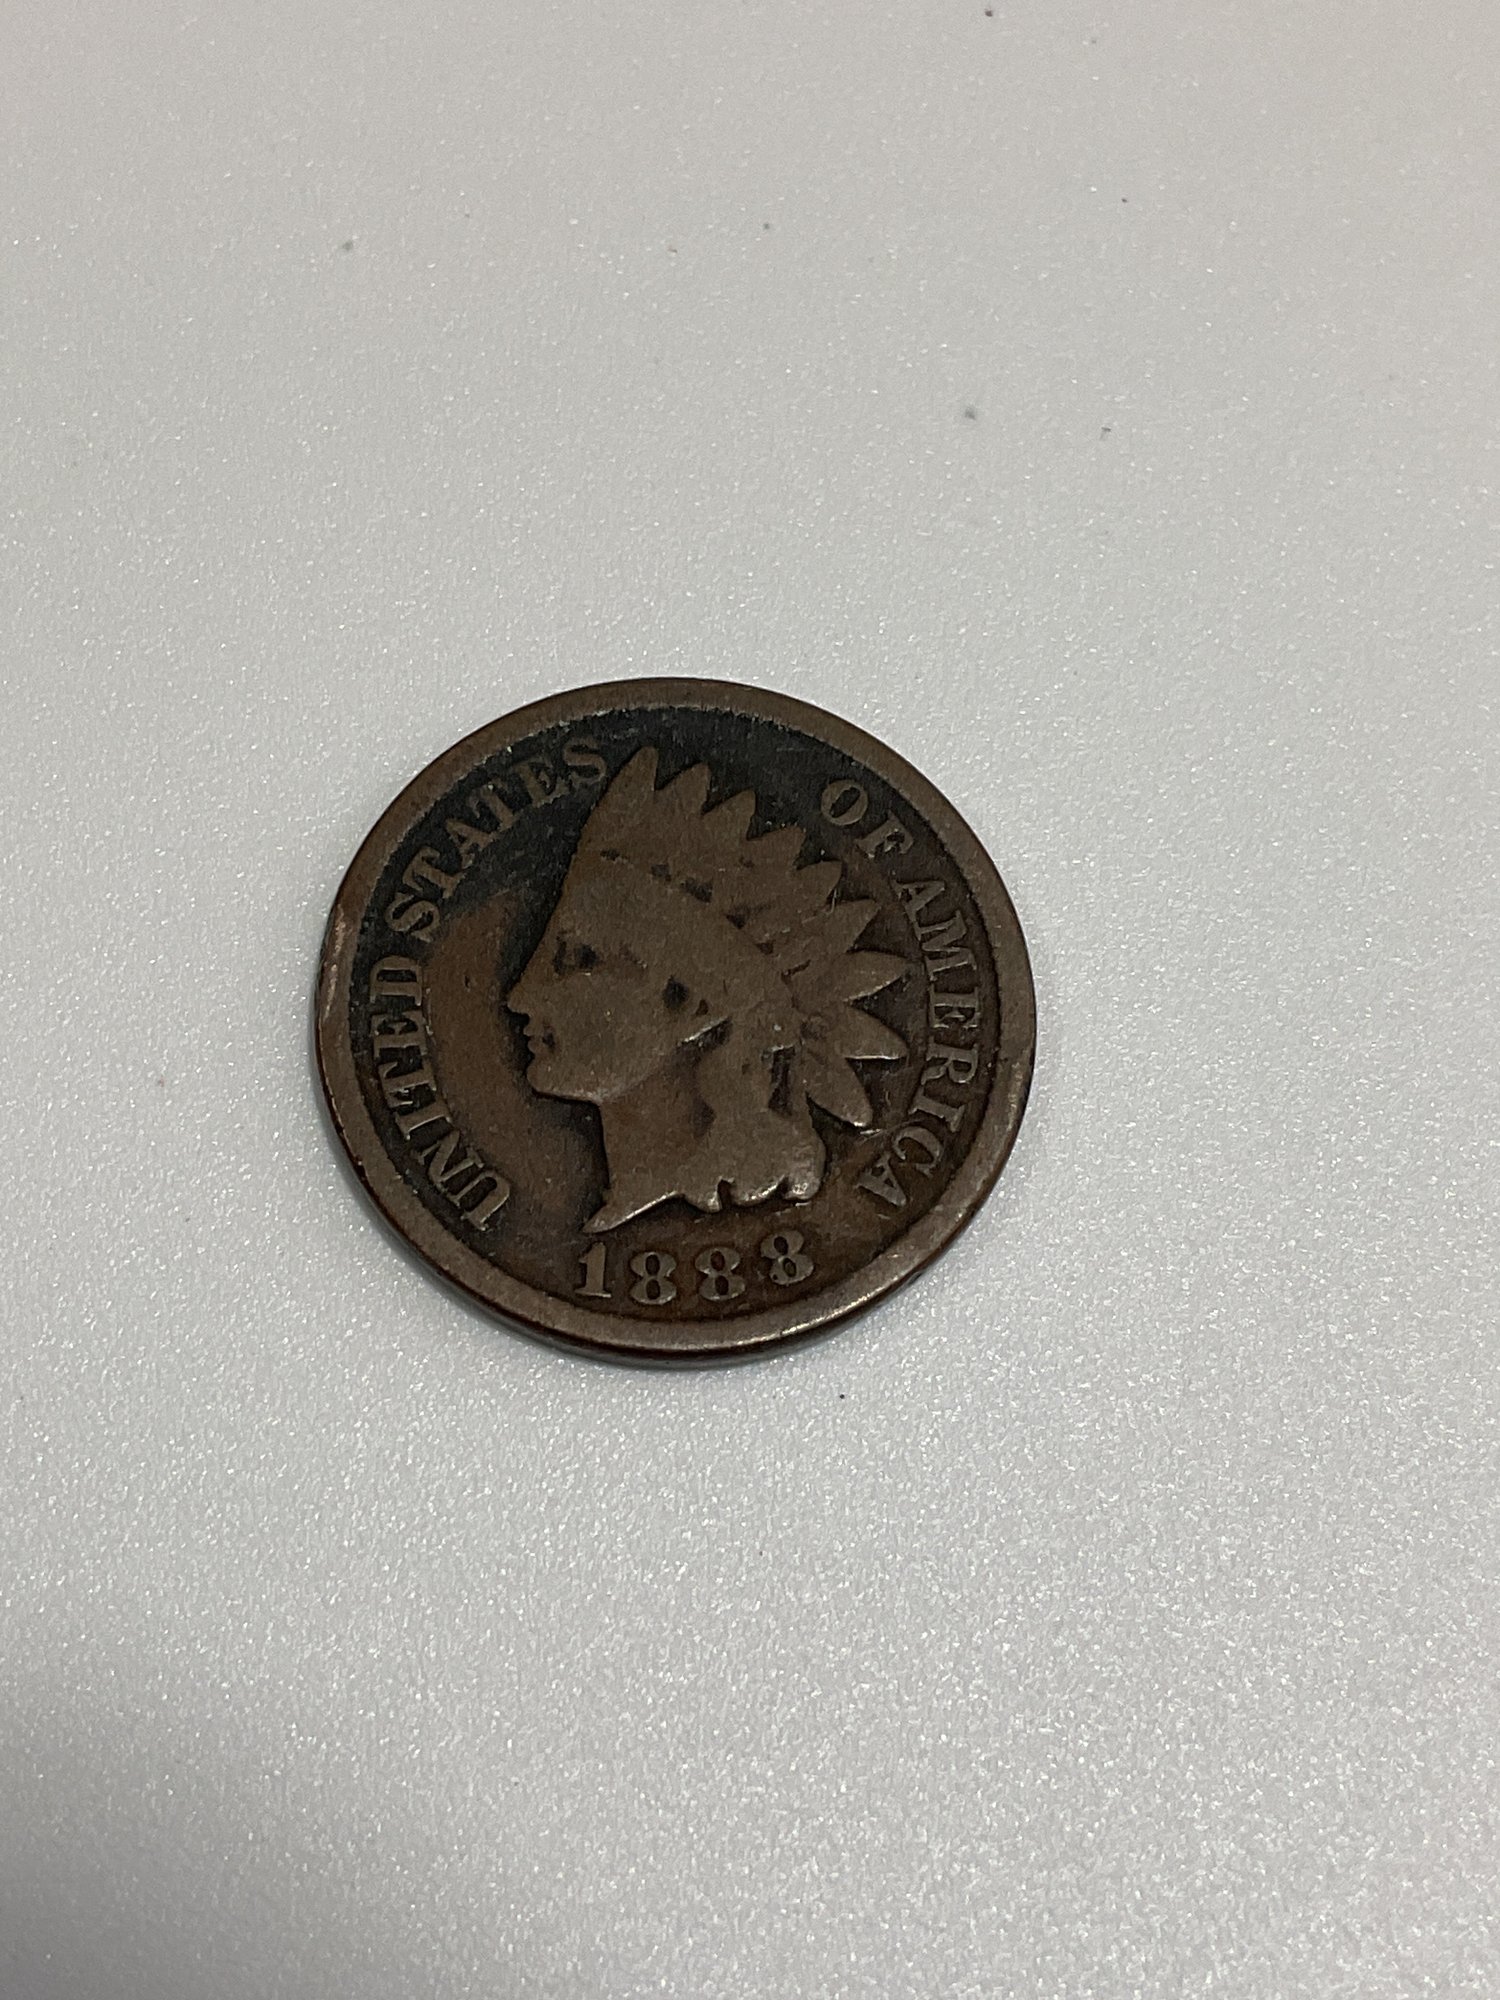 UNITED STATES OF AMERICA
1888